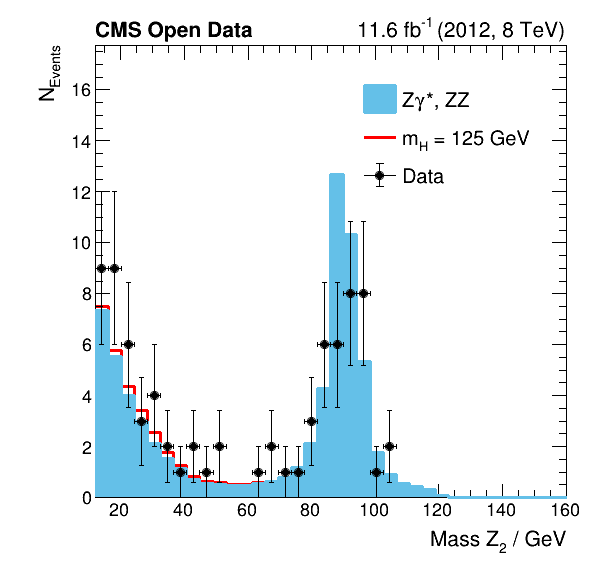 CMS Open Data 11.6 fb⁻¹ (2012, 8 TeV)
N_Events
Zγ*, ZZ
m_H = 125 GeV
Data
16
14
12
10
8
6
4
2
0
20 40 60 80 100 120 140 160
Mass Z₂ / GeV